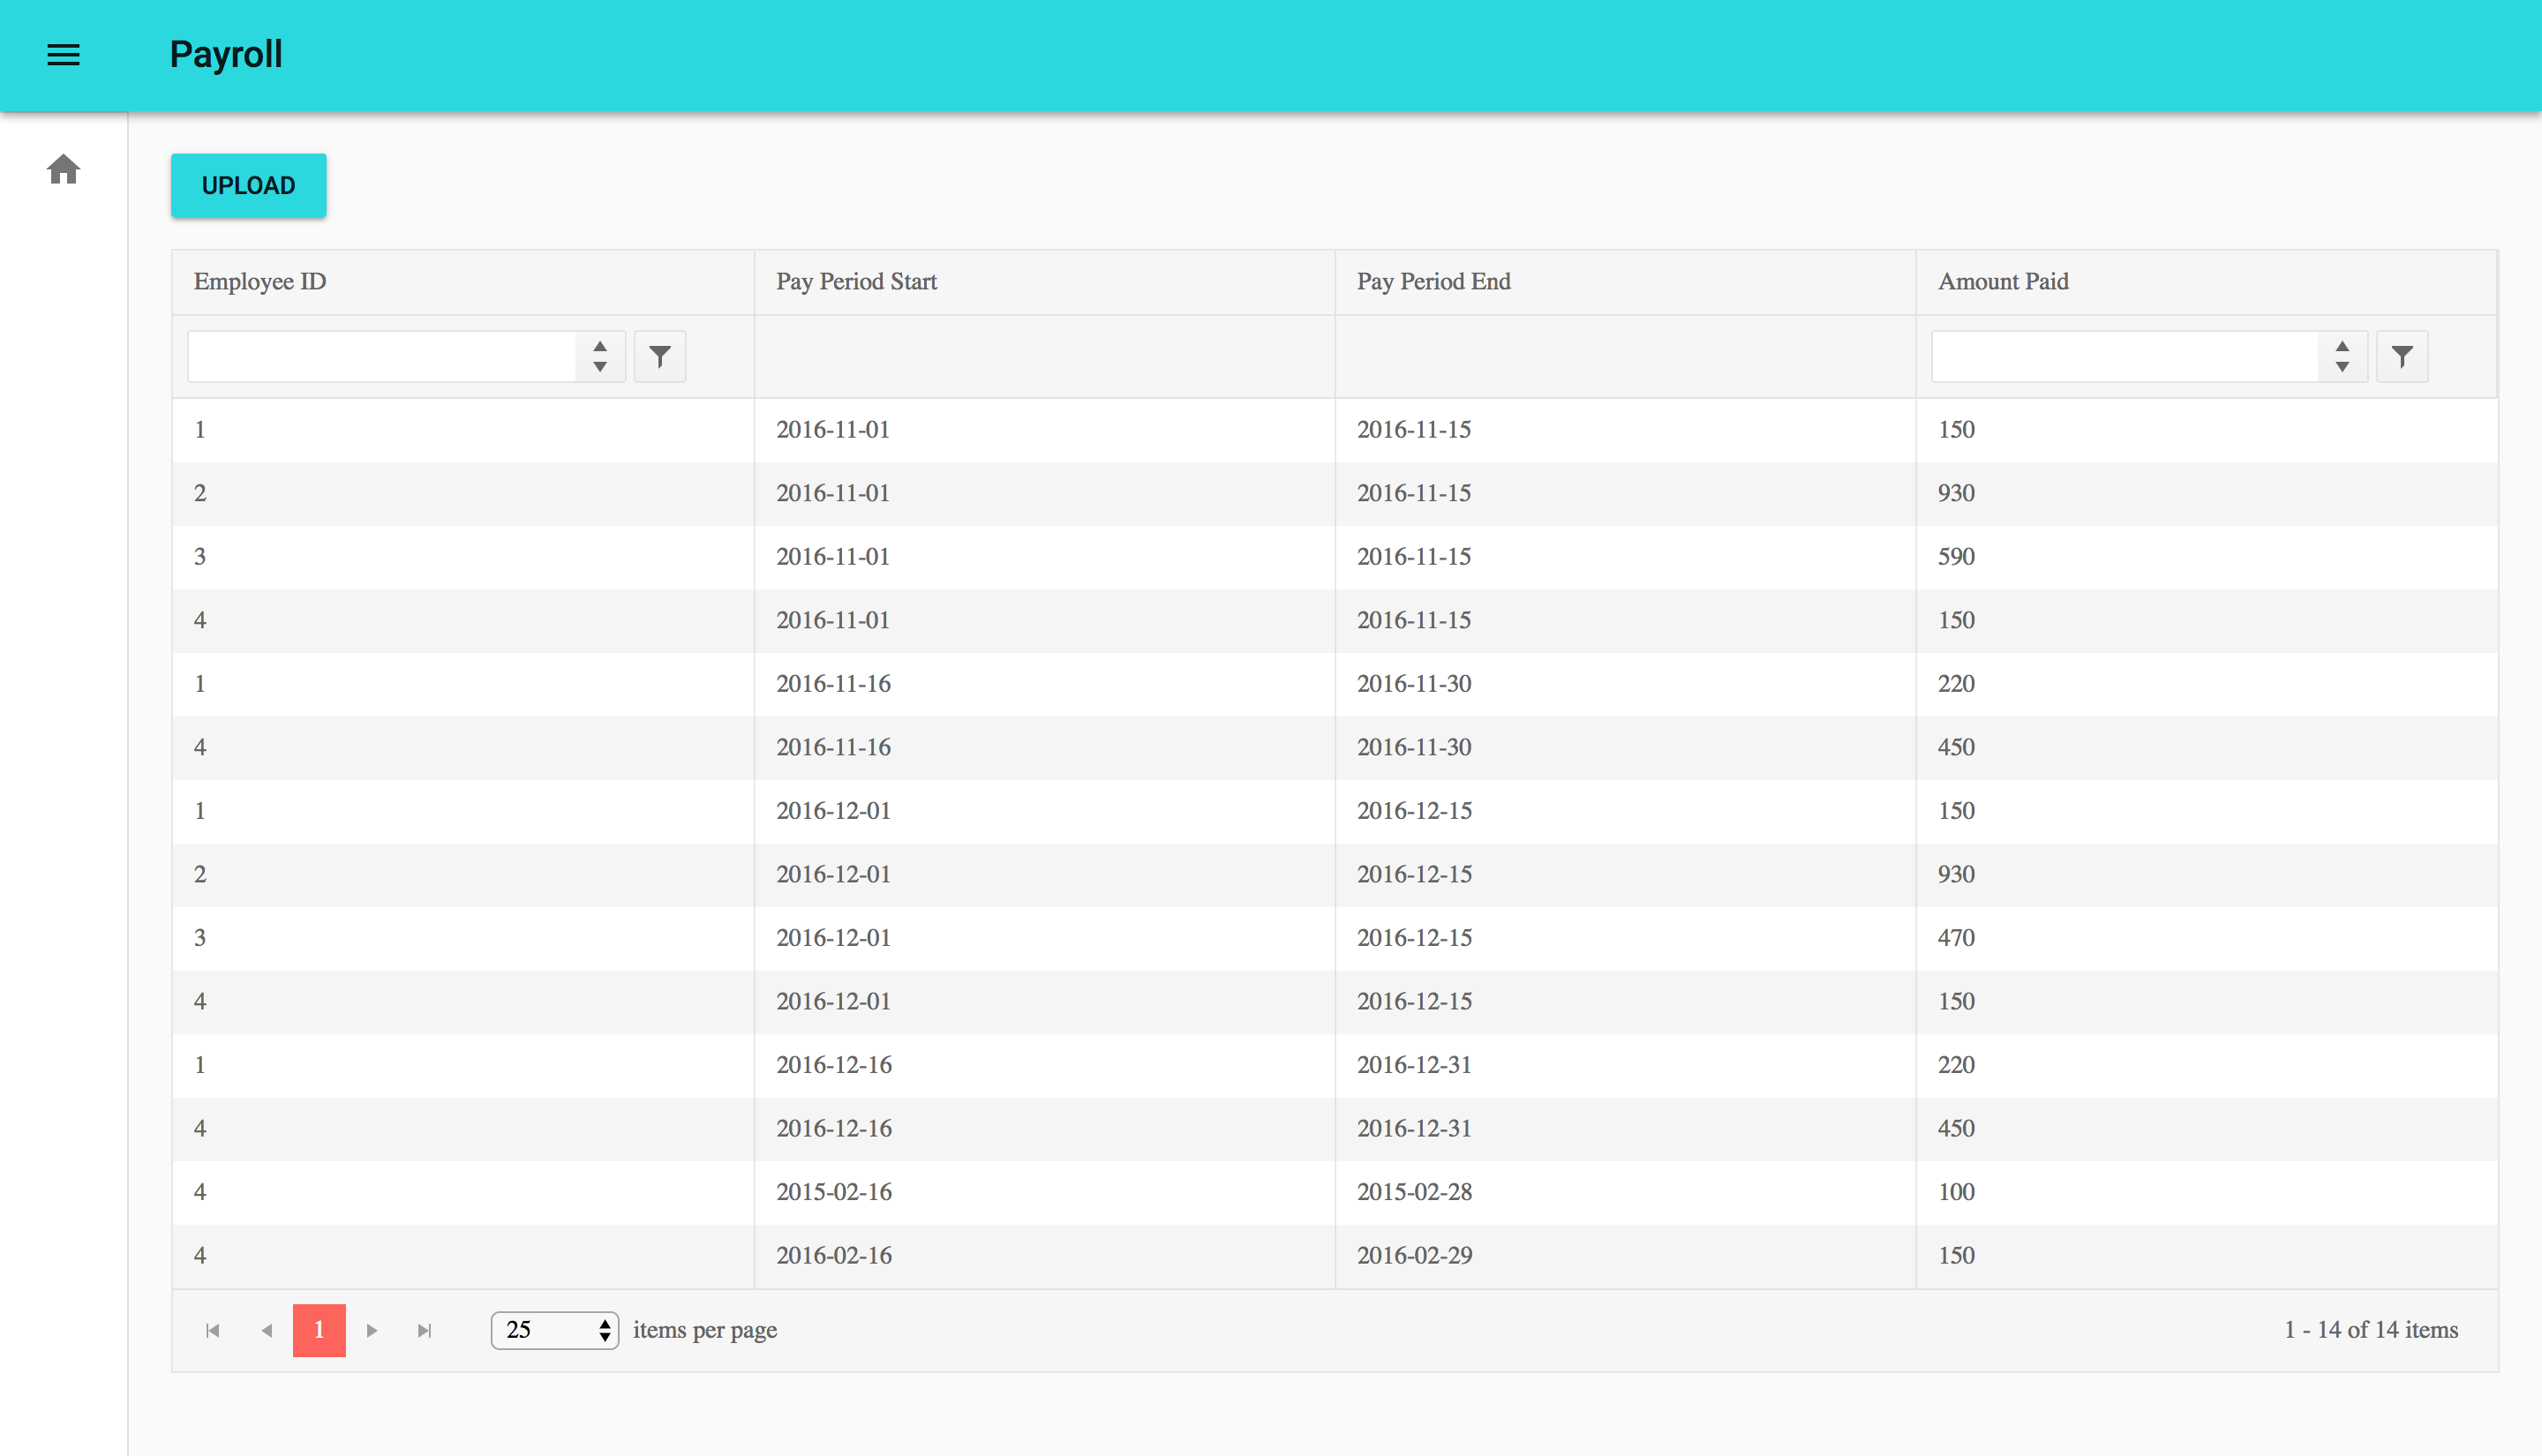 Payroll
UPLOAD
Employee ID Pay Period Start Pay Period End Amount Paid
1 2016-11-01 2016-11-15 150
2 2016-11-01 2016-11-15 930
3 2016-11-01 2016-11-15 590
4 2016-11-01 2016-11-15 150
1 2016-11-16 2016-11-30 220
4 2016-11-16 2016-11-30 450
1 2016-12-01 2016-12-15 150
2 2016-12-01 2016-12-15 930
3 2016-12-01 2016-12-15 470
4 2016-12-01 2016-12-15 150
1 2016-12-16 2016-12-31 220
4 2016-12-16 2016-12-31 450
4 2015-02-16 2015-02-28 100
4 2016-02-16 2016-02-29 150
1 25 items per page 1 - 14 of 14 items